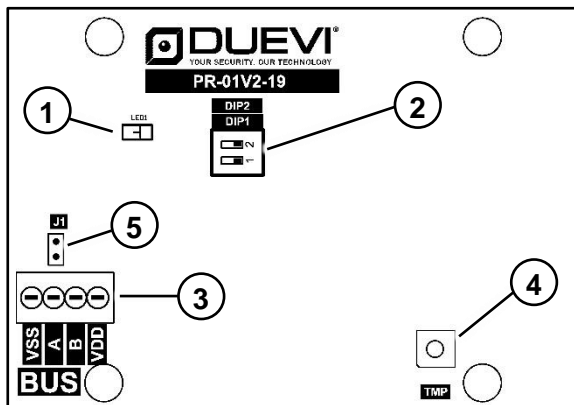 DUEVI®
YOUR SECURITY, OUR TECHNOLOGY
PR-01V2-19
1
LED1
DIP2
DIP1
2
1
2
J1
5
3
VSS A B VDD
BUS
4
TMP